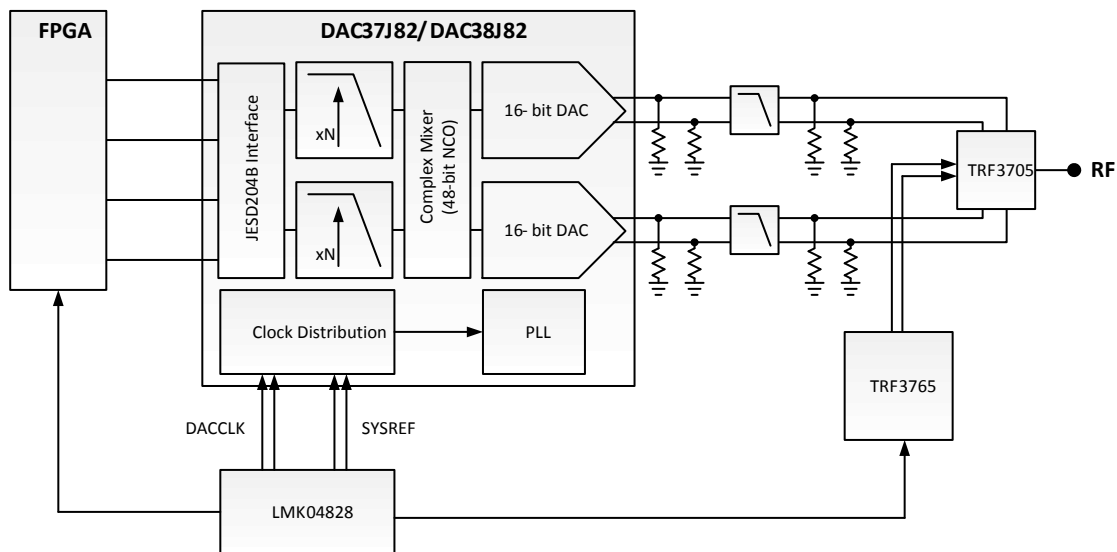 FPGA
DAC37J82/DAC38J82
JESD204B Interface
xN
xN
Complex Mixer
(48-bit NCO)
16- bit DAC
16- bit DAC
TRF3705
RF
Clock Distribution
PLL
TRF3765
DACCLK
SYSREF
LMK04828